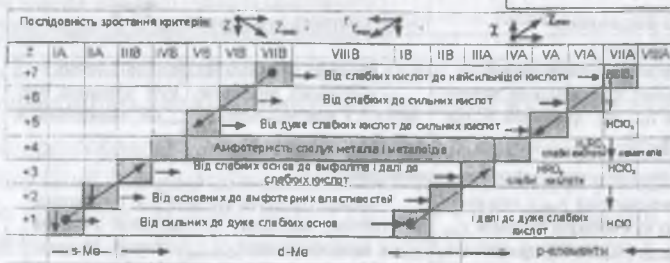 Послідовність зростання критеріїв: Z Z
Z IA IIA IIIB IVB VB VIB VIIB VIIIB IB IIB IIIA IVA VA VIA VIIA VIIIA
+7 Від слабких кислот до найсильнішої кислоти
+6 Від слабких до сильних кислот
+5 Від дуже слабких кислот до сильних кислот HClO₃
+4 Амфотерність сполук металів і металоїдів
+3 Від слабких основ до амфолітів і далі до слабких кислот HClO₂
+2 Від основних до амфотерних властивостей
+1 Від сильних до дуже слабких основ і далі до дуже слабких кислот HClO
s-Me d-Me p-елементи